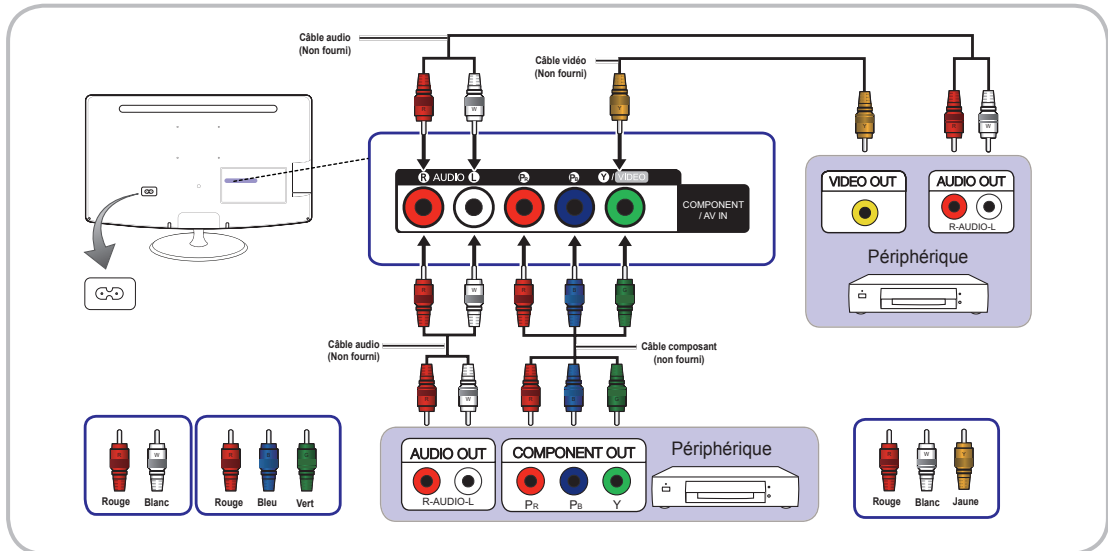 Câble audio
(Non fourni)
Câble vidéo
(Non fourni)
R W Y Y R W
R AUDIO L PR PB Y / VIDEO
COMPONENT
/ AV IN
VIDEO OUT AUDIO OUT
R-AUDIO-L
Périphérique
R W R B G
Câble audio
(Non fourni)
Câble composant
(non fourni)
R W R B G
AUDIO OUT COMPONENT OUT Périphérique
R-AUDIO-L PR PB Y
R W R B G R W Y
Rouge Blanc Rouge Bleu Vert Rouge Blanc Jaune